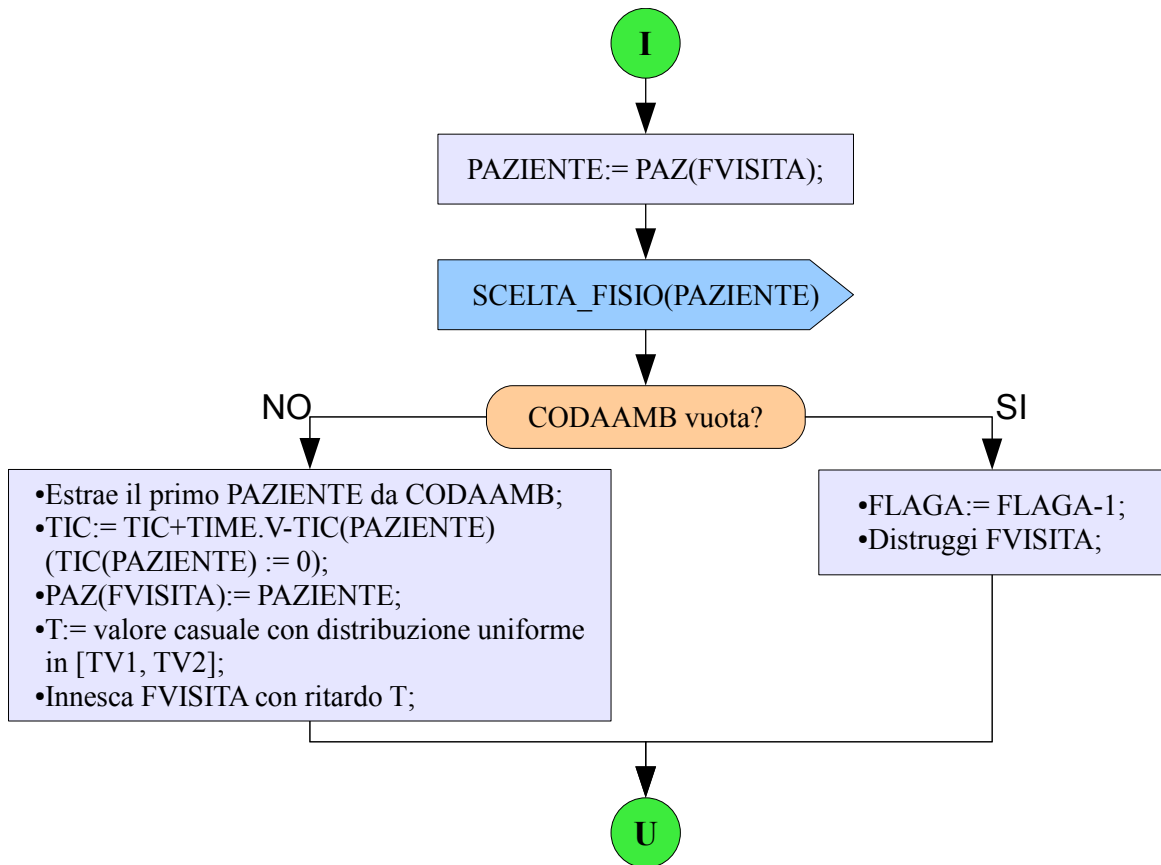 I
PAZIENTE:= PAZ(FVISITA);
SCELTA_FISIO(PAZIENTE)
CODAAMB vuota?
NO
SI
•Estrae il primo PAZIENTE da CODAAMB;
•TIC:= TIC+TIME.V-TIC(PAZIENTE)
(TIC(PAZIENTE) := 0);
•PAZ(FVISITA):= PAZIENTE;
•T:= valore casuale con distribuzione uniforme
in [TV1, TV2];
•Innesca FVISITA con ritardo T;
•FLAGA:= FLAGA-1;
•Distruggi FVISITA;
U